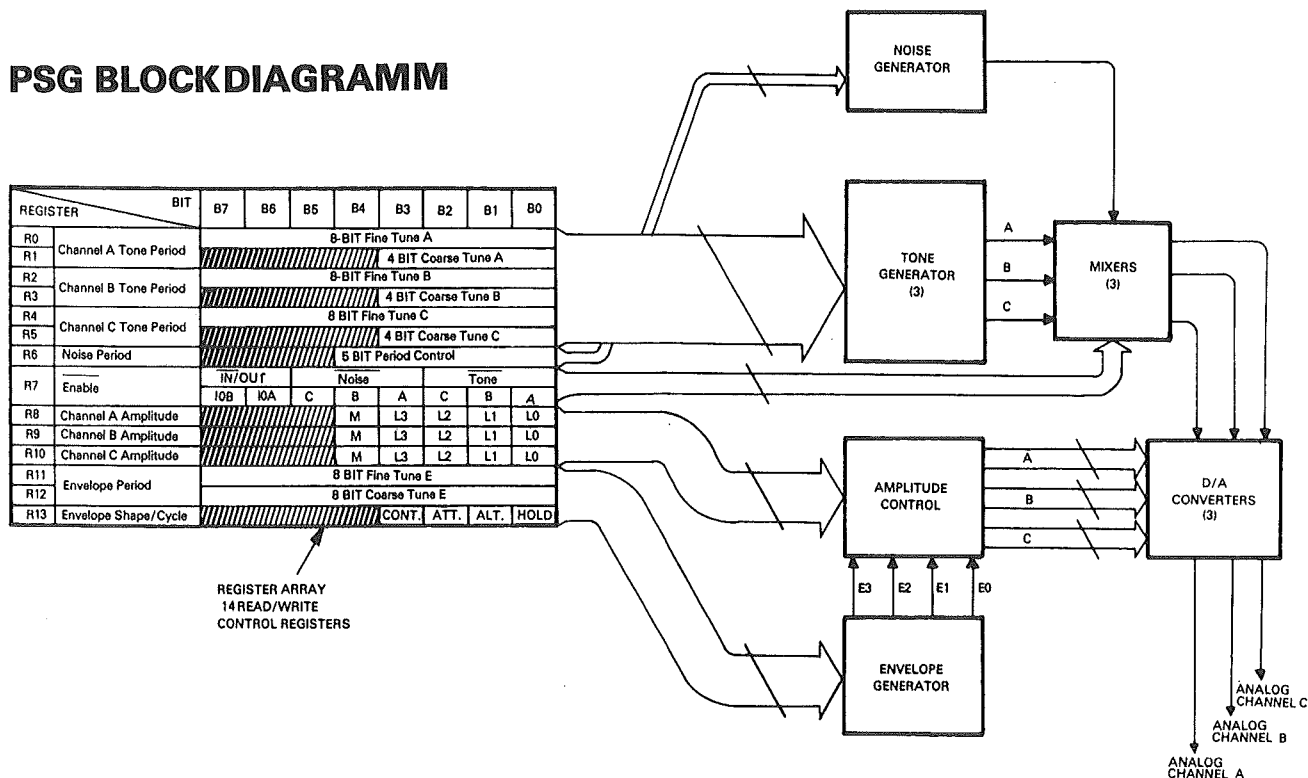 PSG BLOCKDIAGRAMM
NOISE
GENERATOR
REGISTER BIT B7 B6 B5 B4 B3 B2 B1 B0
R0 Channel A Tone Period 8-BIT Fine Tune A
R1 4 BIT Coarse Tune A
R2 Channel B Tone Period 8-BIT Fine Tune B
R3 4 BIT Coarse Tune B
R4 Channel C Tone Period 8 BIT Fine Tune C
R5 4 BIT Coarse Tune C
R6 Noise Period 5 BIT Period Control
R7 Enable IN/OUT Noise Tone
I0B I0A C B A C B A
R8 Channel A Amplitude M L3 L2 L1 L0
R9 Channel B Amplitude M L3 L2 L1 L0
R10 Channel C Amplitude M L3 L2 L1 L0
R11 Envelope Period 8 BIT Fine Tune E
R12 8 BIT Coarse Tune E
R13 Envelope Shape/Cycle CONT. ATT. ALT. HOLD
REGISTER ARRAY
14 READ/WRITE
CONTROL REGISTERS
TONE
GENERATOR
(3)
A
B
C
MIXERS
(3)
AMPLITUDE
CONTROL
A
B
C
D/A
CONVERTERS
(3)
E3 E2 E1 E0
ENVELOPE
GENERATOR
ANALOG
CHANNEL C
ANALOG
CHANNEL B
ANALOG
CHANNEL A